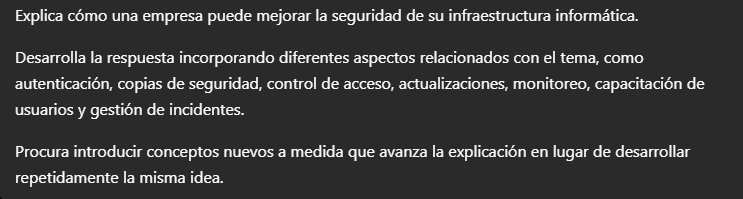 Explica cómo una empresa puede mejorar la seguridad de su infraestructura informática.
Desarrolla la respuesta incorporando diferentes aspectos relacionados con el tema, como
autenticación, copias de seguridad, control de acceso, actualizaciones, monitoreo, capacitación de
usuarios y gestión de incidentes.
Procura introducir conceptos nuevos a medida que avanza la explicación en lugar de desarrollar
repetidamente la misma idea.